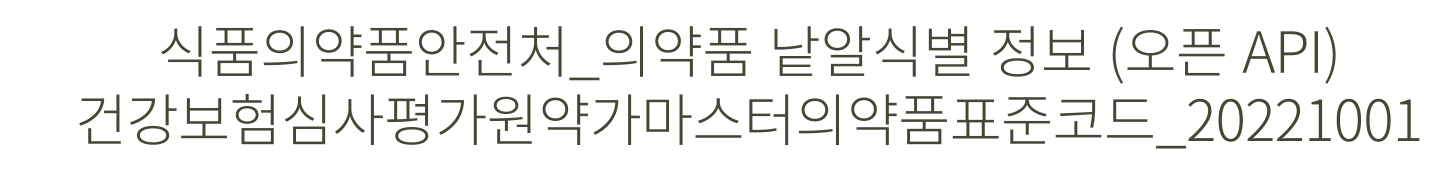 식품의약품안전처_의약품 낱알식별 정보 (오픈 API)
건강보험심사평가원약가마스터의약품표준코드_20221001